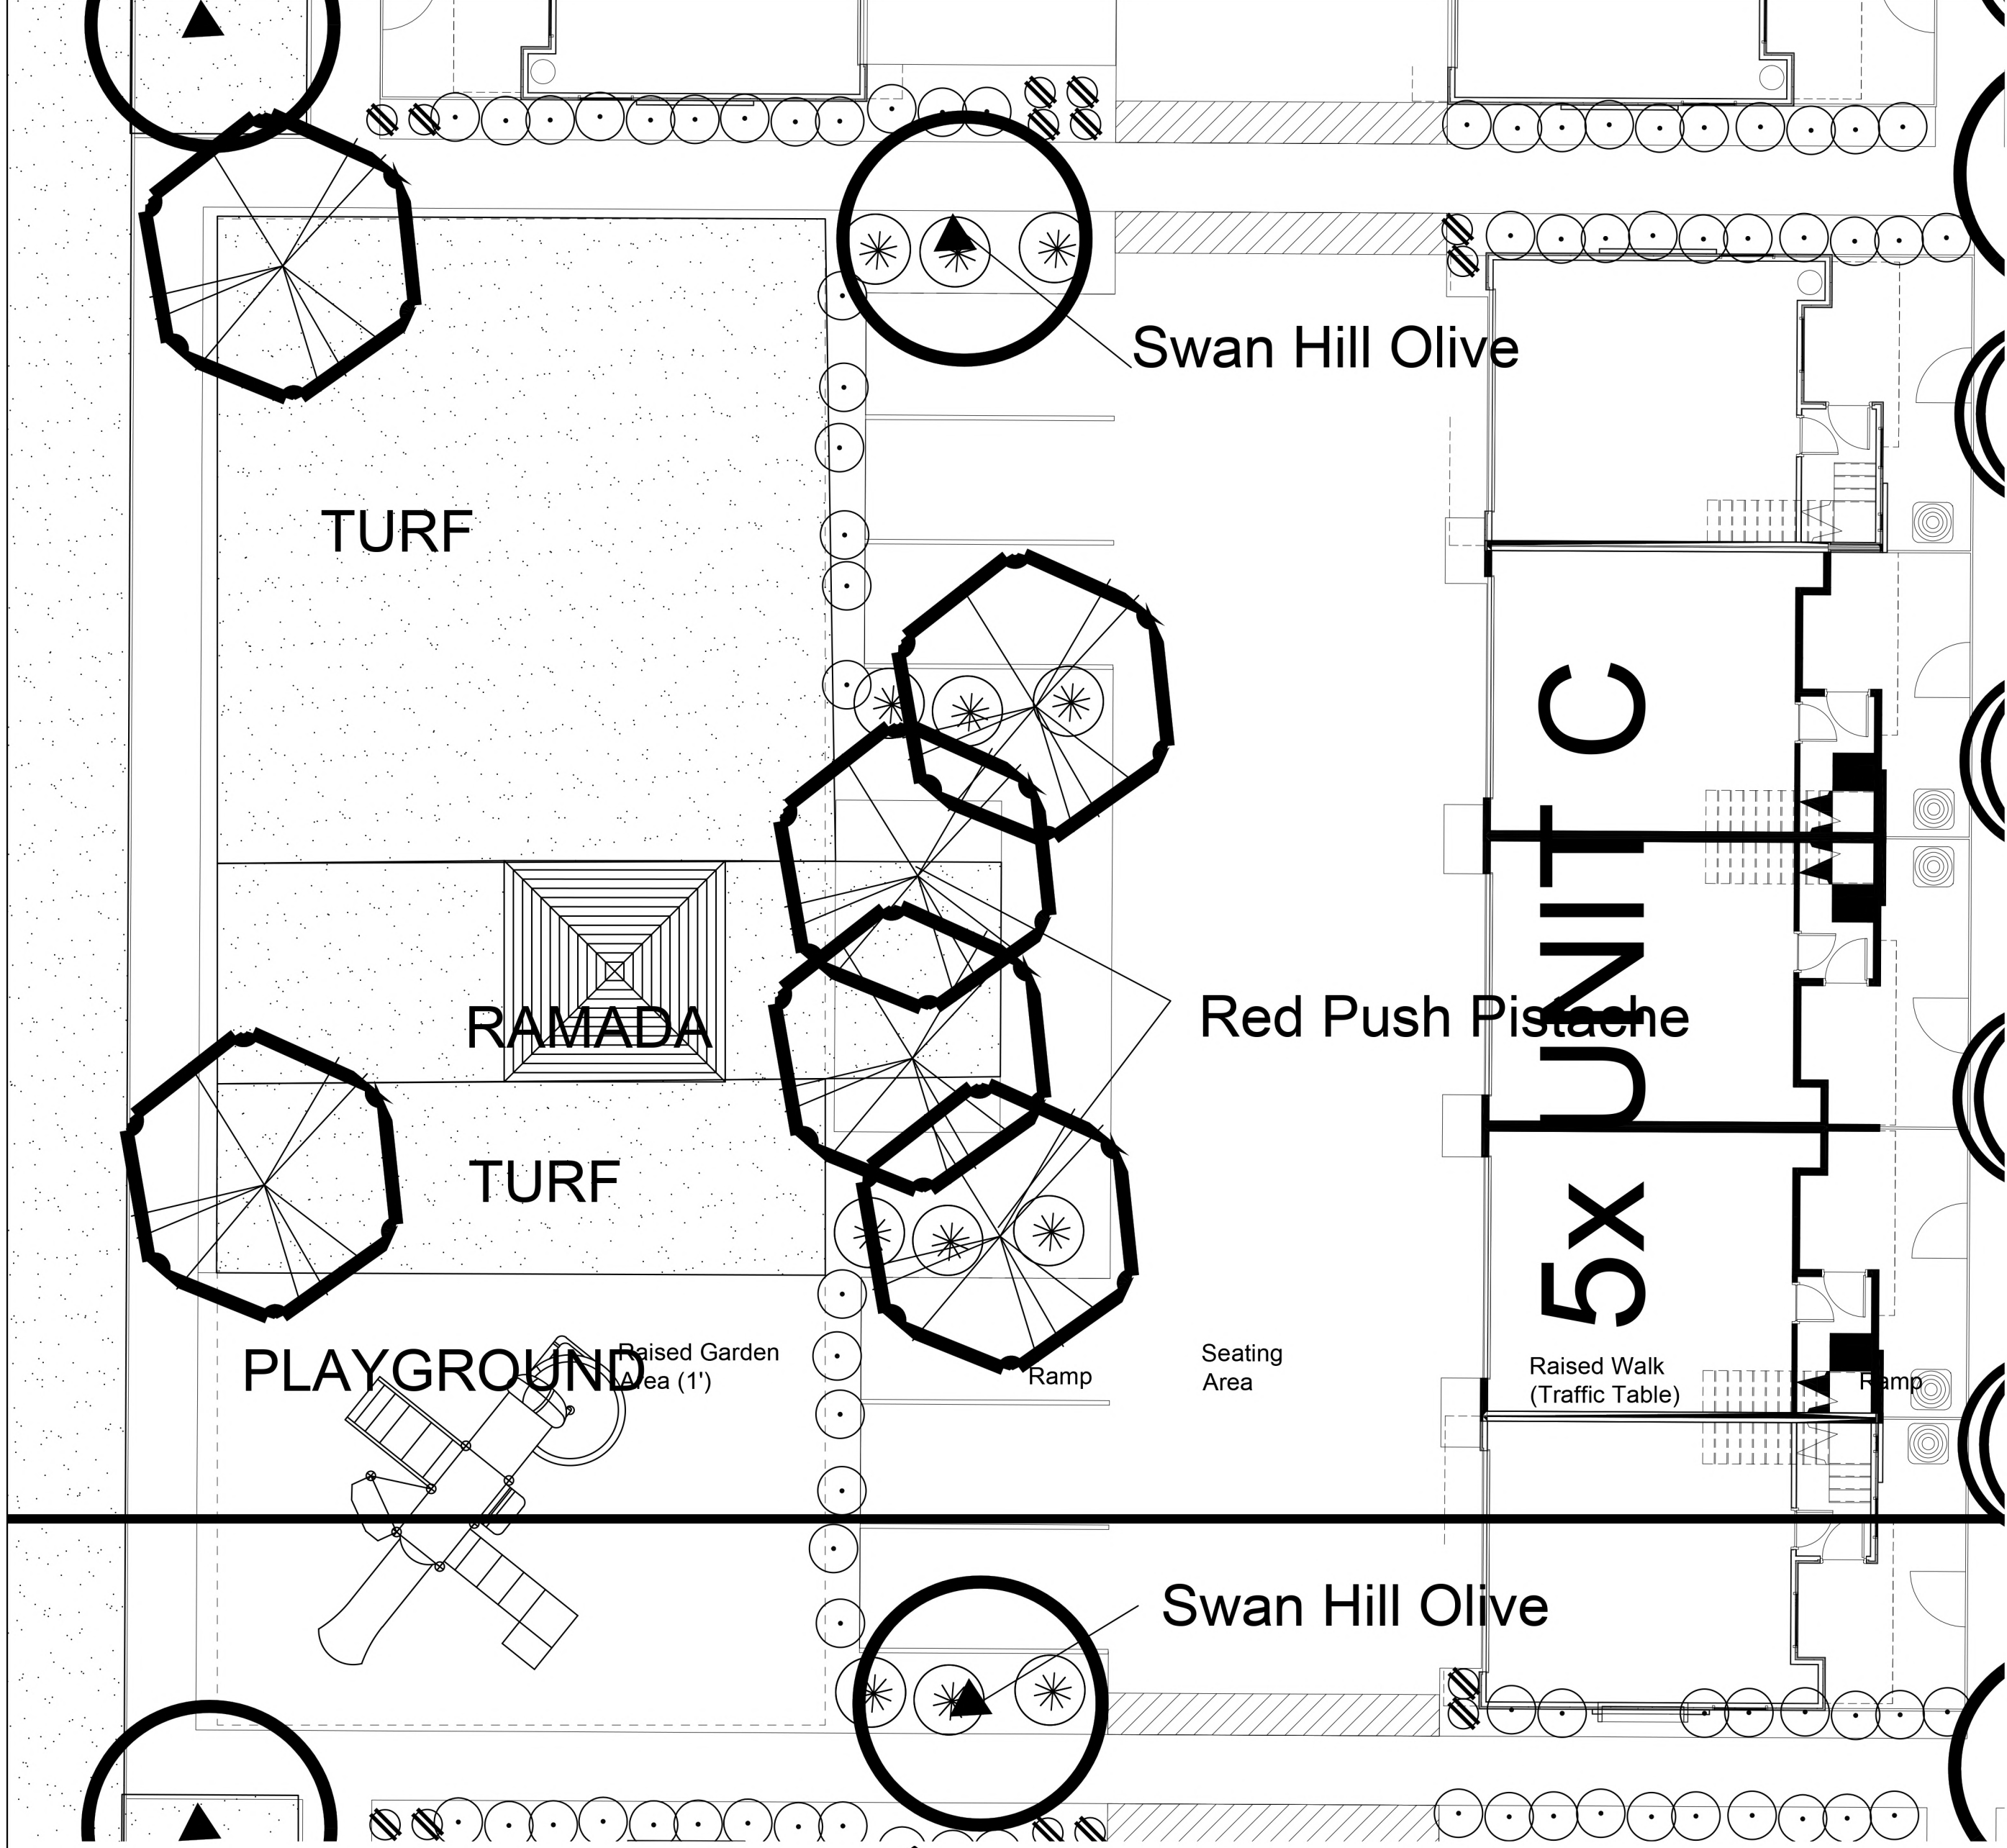 Swan Hill Olive
TURF
5x UNIT C
RAMADA
Red Push Pistache
TURF
PLAYGROUND
Raised Garden
Area (1')
Ramp
Seating
Area
Raised Walk
(Traffic Table)
Ramp
Swan Hill Olive